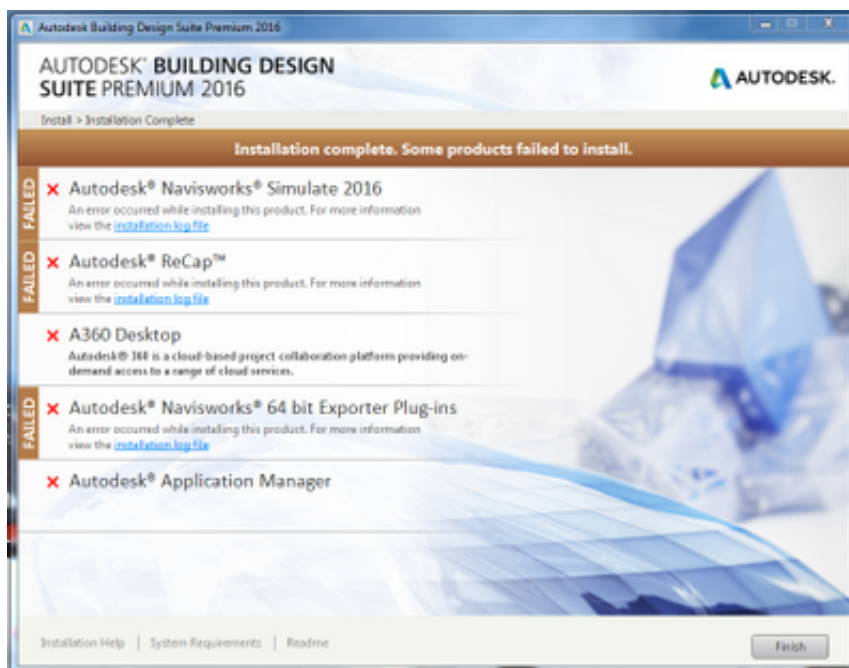 Autodesk Building Design Suite Premium 2016
AUTODESK® BUILDING DESIGN
SUITE PREMIUM 2016
AUTODESK.
Install > Installation Complete
Installation complete. Some products failed to install.
FAILED
Autodesk® Navisworks® Simulate 2016
An error occurred while installing this product. For more information
view the installation log file
FAILED
Autodesk® ReCap™
An error occurred while installing this product. For more information
view the installation log file
A360 Desktop
Autodesk® 360 is a cloud-based project collaboration platform providing on-
demand access to a range of cloud services.
FAILED
Autodesk® Navisworks® 64 bit Exporter Plug-ins
An error occurred while installing this product. For more information
view the installation log file
Autodesk® Application Manager
Installation Help | System Requirements | Readme
Finish